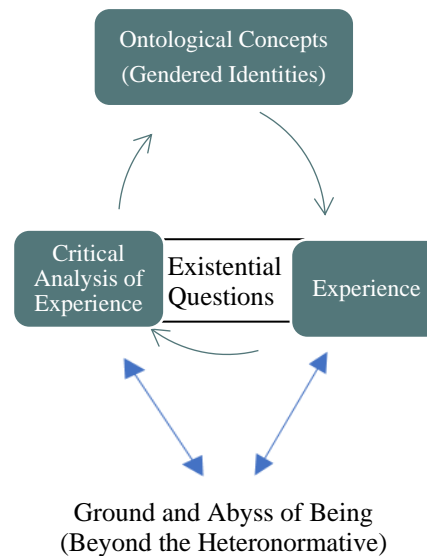 Ontological Concepts
(Gendered Identities)
Critical
Analysis of
Experience
Existential
Questions
Experience
Ground and Abyss of Being
(Beyond the Heteronormative)